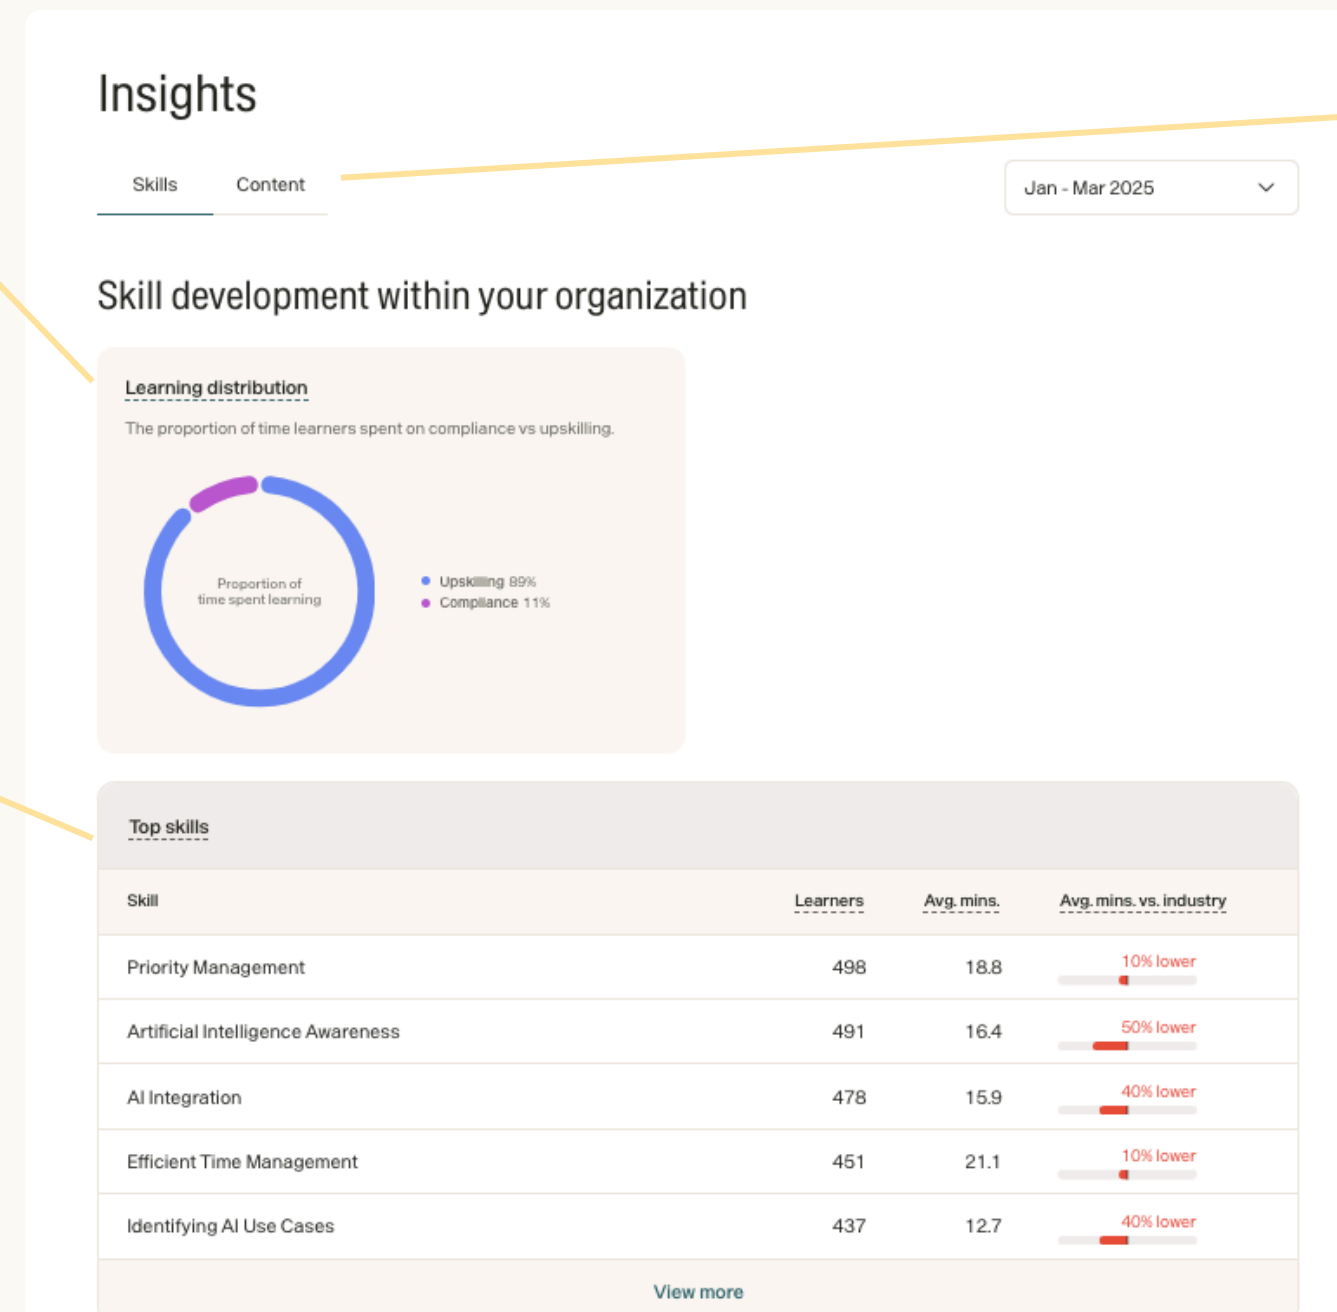 Insights
Skills Content
Jan - Mar 2025
Skill development within your organization
Learning distribution
The proportion of time learners spent on compliance vs upskilling.
Proportion of
time spent learning
Upskilling 89%
Compliance 11%
Top skills
Skill Learners Avg. mins. Avg. mins. vs. industry
Priority Management 498 18.8 10% lower
Artificial Intelligence Awareness 491 16.4 50% lower
AI Integration 478 15.9 40% lower
Efficient Time Management 451 21.1 10% lower
Identifying AI Use Cases 437 12.7 40% lower
View more